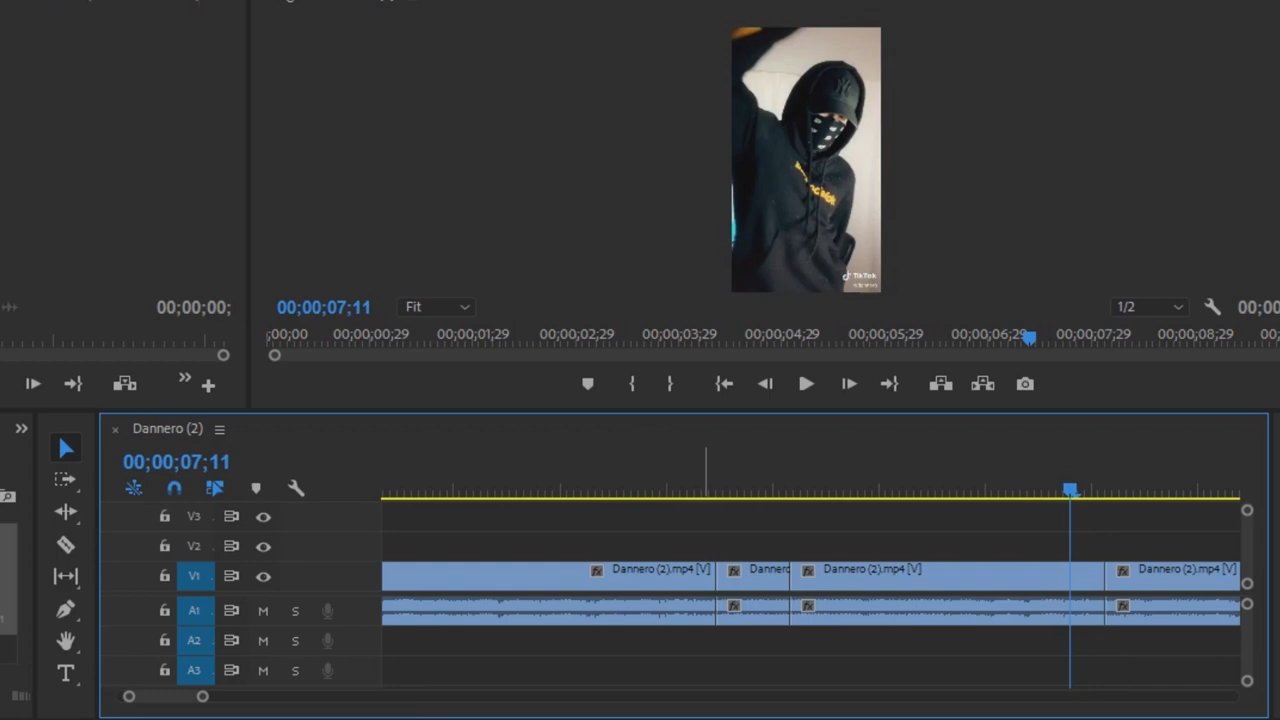 TikTok
00;00;00;
00;00;07;11
Fit
1/2
00;00
;00;00
00;00;00;29
00;00;01;29
00;00;02;29
00;00;03;29
00;00;04;29
00;00;05;29
00;00;06;29
00;00;07;29
00;00;08;29
00;
Dannero (2)
00;00;07;11
V3
V2
V1
Dannero (2).mp4 [V]
Dannero
Dannero (2).mp4 [V]
Dannero (2).mp4 [V]
A1
M
S
A2
M
S
A3
M
S